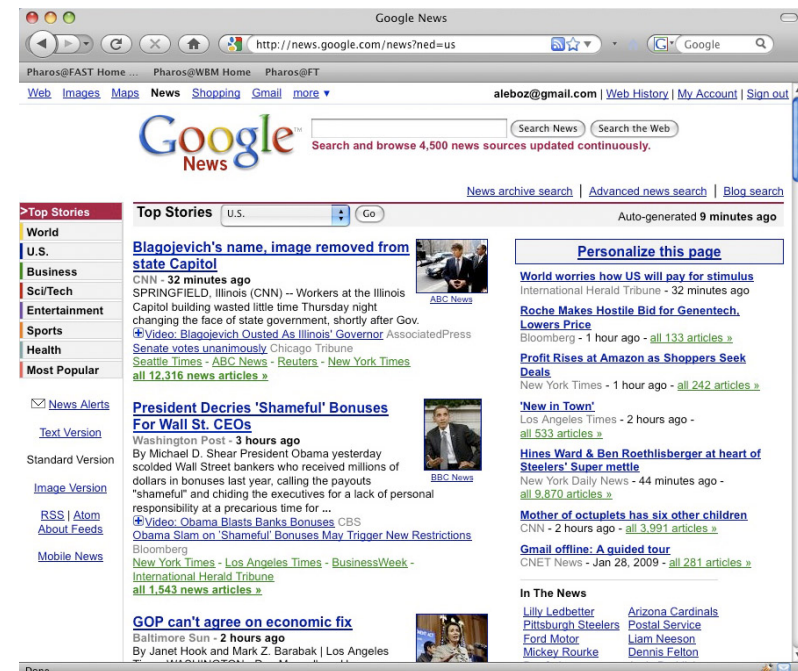 Google News
http://news.google.com/news?ned=us
Google
Pharos@FAST Home ... Pharos@WBM Home Pharos@FT
Web Images Maps News Shopping Gmail more ▼
aleboz@gmail.com | Web History | My Account | Sign out
Google™
News
Search News Search the Web
Search and browse 4,500 news sources updated continuously.
News archive search | Advanced news search | Blog search
>Top Stories
World
U.S.
Business
Sci/Tech
Entertainment
Sports
Health
Most Popular
News Alerts
Text Version
Standard Version
Image Version
RSS | Atom
About Feeds
Mobile News
Top Stories U.S. Go
Auto-generated 9 minutes ago
Blagojevich's name, image removed from
state Capitol
CNN - 32 minutes ago
SPRINGFIELD, Illinois (CNN) -- Workers at the Illinois
Capitol building wasted little time Thursday night
changing the face of state government, shortly after Gov.
Video: Blagojevich Ousted As Illinois' Governor AssociatedPress
Senate votes unanimously Chicago Tribune
Seattle Times - ABC News - Reuters - New York Times
all 12,316 news articles »
ABC News
President Decries 'Shameful' Bonuses
For Wall St. CEOs
Washington Post - 3 hours ago
By Michael D. Shear President Obama yesterday
scolded Wall Street bankers who received millions of
dollars in bonuses last year, calling the payouts
"shameful" and chiding the executives for a lack of personal
responsibility at a precarious time for ...
Video: Obama Blasts Banks Bonuses CBS
Obama Slam on 'Shameful' Bonuses May Trigger New Restrictions
Bloomberg
New York Times - Los Angeles Times - BusinessWeek -
International Herald Tribune
all 1,543 news articles »
BBC News
GOP can't agree on economic fix
Baltimore Sun - 2 hours ago
By Janet Hook and Mark Z. Barabak | Los Angeles
Personalize this page
World worries how US will pay for stimulus
International Herald Tribune - 32 minutes ago
Roche Makes Hostile Bid for Genentech,
Lowers Price
Bloomberg - 1 hour ago - all 133 articles »
Profit Rises at Amazon as Shoppers Seek
Deals
New York Times - 1 hour ago - all 242 articles »
'New in Town'
Los Angeles Times - 2 hours ago -
all 533 articles »
Hines Ward & Ben Roethlisberger at heart of
Steelers' Super mettle
New York Daily News - 44 minutes ago -
all 9,870 articles »
Mother of octuplets has six other children
CNN - 2 hours ago - all 3,991 articles »
Gmail offline: A guided tour
CNET News - Jan 28, 2009 - all 281 articles »
In The News
Lilly Ledbetter Arizona Cardinals
Pittsburgh Steelers Postal Service
Ford Motor Liam Neeson
Mickey Rourke Dennis Felton
Done